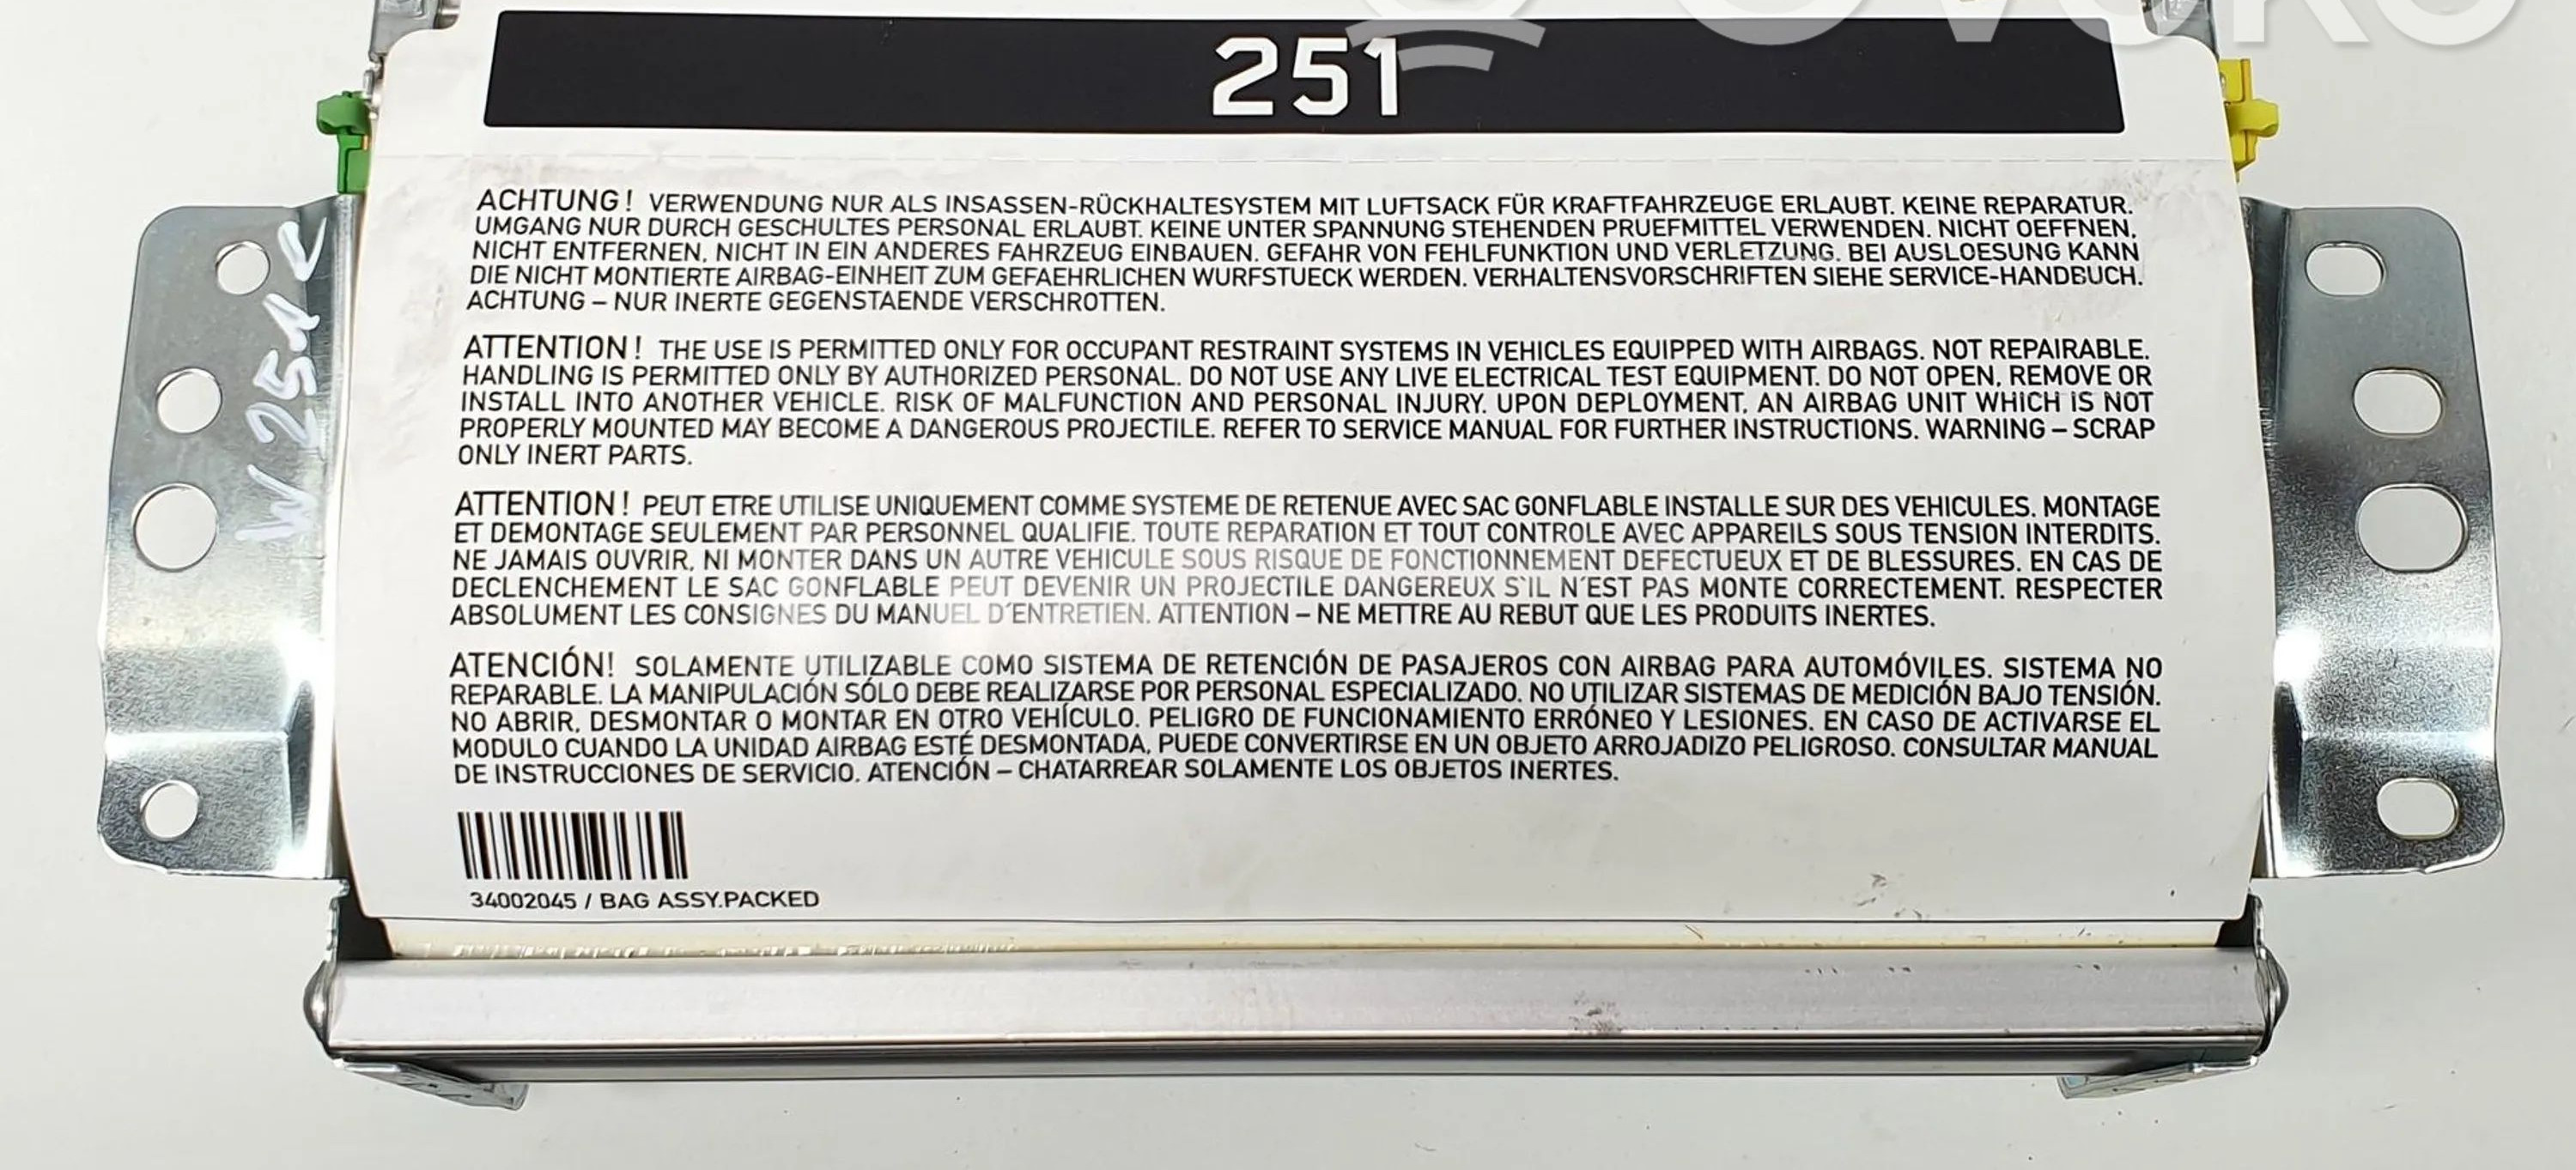 251
ACHTUNG! VERWENDUNG NUR ALS INSASSEN-RÜCKHALTESYSTEM MIT LUFTSACK FÜR KRAFTFAHRZEUGE ERLAUBT. KEINE REPARATUR.
UMGANG NUR DURCH GESCHULTES PERSONAL ERLAUBT. KEINE UNTER SPANNUNG STEHENDEN PRUEFMITTEL VERWENDEN. NICHT OEFFNEN,
NICHT ENTFERNEN, NICHT IN EIN ANDERES FAHRZEUG EINBAUEN. GEFAHR VON FEHLFUNKTION UND VERLETZUNG. BEI AUSLOESUNG KANN
DIE NICHT MONTIERTE AIRBAG-EINHEIT ZUM GEFAEHRLICHEN WURFSTUECK WERDEN. VERHALTENSVORSCHRIFTEN SIEHE SERVICE-HANDBUCH.
ACHTUNG – NUR INERTE GEGENSTAENDE VERSCHROTTEN.
ATTENTION! THE USE IS PERMITTED ONLY FOR OCCUPANT RESTRAINT SYSTEMS IN VEHICLES EQUIPPED WITH AIRBAGS. NOT REPAIRABLE.
HANDLING IS PERMITTED ONLY BY AUTHORIZED PERSONAL. DO NOT USE ANY LIVE ELECTRICAL TEST EQUIPMENT. DO NOT OPEN, REMOVE OR
INSTALL INTO ANOTHER VEHICLE. RISK OF MALFUNCTION AND PERSONAL INJURY. UPON DEPLOYMENT, AN AIRBAG UNIT WHICH IS NOT
PROPERLY MOUNTED MAY BECOME A DANGEROUS PROJECTILE. REFER TO SERVICE MANUAL FOR FURTHER INSTRUCTIONS. WARNING – SCRAP
ONLY INERT PARTS.
ATTENTION! PEUT ETRE UTILISE UNIQUEMENT COMME SYSTEME DE RETENUE AVEC SAC GONFLABLE INSTALLE SUR DES VEHICULES. MONTAGE
ET DEMONTAGE SEULEMENT PAR PERSONNEL QUALIFIE. TOUTE REPARATION ET TOUT CONTROLE AVEC APPAREILS SOUS TENSION INTERDITS.
NE JAMAIS OUVRIR, NI MONTER DANS UN AUTRE VEHICULE SOUS RISQUE DE FONCTIONNEMENT DEFECTUEUX ET DE BLESSURES. EN CAS DE
DECLENCHEMENT LE SAC GONFLABLE PEUT DEVENIR UN PROJECTILE DANGEREUX S`IL N´EST PAS MONTE CORRECTEMENT. RESPECTER
ABSOLUMENT LES CONSIGNES DU MANUEL D´ENTRETIEN. ATTENTION – NE METTRE AU REBUT QUE LES PRODUITS INERTES.
ATENCIÓN! SOLAMENTE UTILIZABLE COMO SISTEMA DE RETENCIÓN DE PASAJEROS CON AIRBAG PARA AUTOMÓVILES. SISTEMA NO
REPARABLE. LA MANIPULACIÓN SÓLO DEBE REALIZARSE POR PERSONAL ESPECIALIZADO. NO UTILIZAR SISTEMAS DE MEDICIÓN BAJO TENSIÓN.
NO ABRIR, DESMONTAR O MONTAR EN OTRO VEHÍCULO. PELIGRO DE FUNCIONAMIENTO ERRÓNEO Y LESIONES. EN CASO DE ACTIVARSE EL
MODULO CUANDO LA UNIDAD AIRBAG ESTÉ DESMONTADA, PUEDE CONVERTIRSE EN UN OBJETO ARROJADIZO PELIGROSO. CONSULTAR MANUAL
DE INSTRUCCIONES DE SERVICIO. ATENCIÓN – CHATARREAR SOLAMENTE LOS OBJETOS INERTES.
34002045 / BAG ASSY.PACKED
W 251